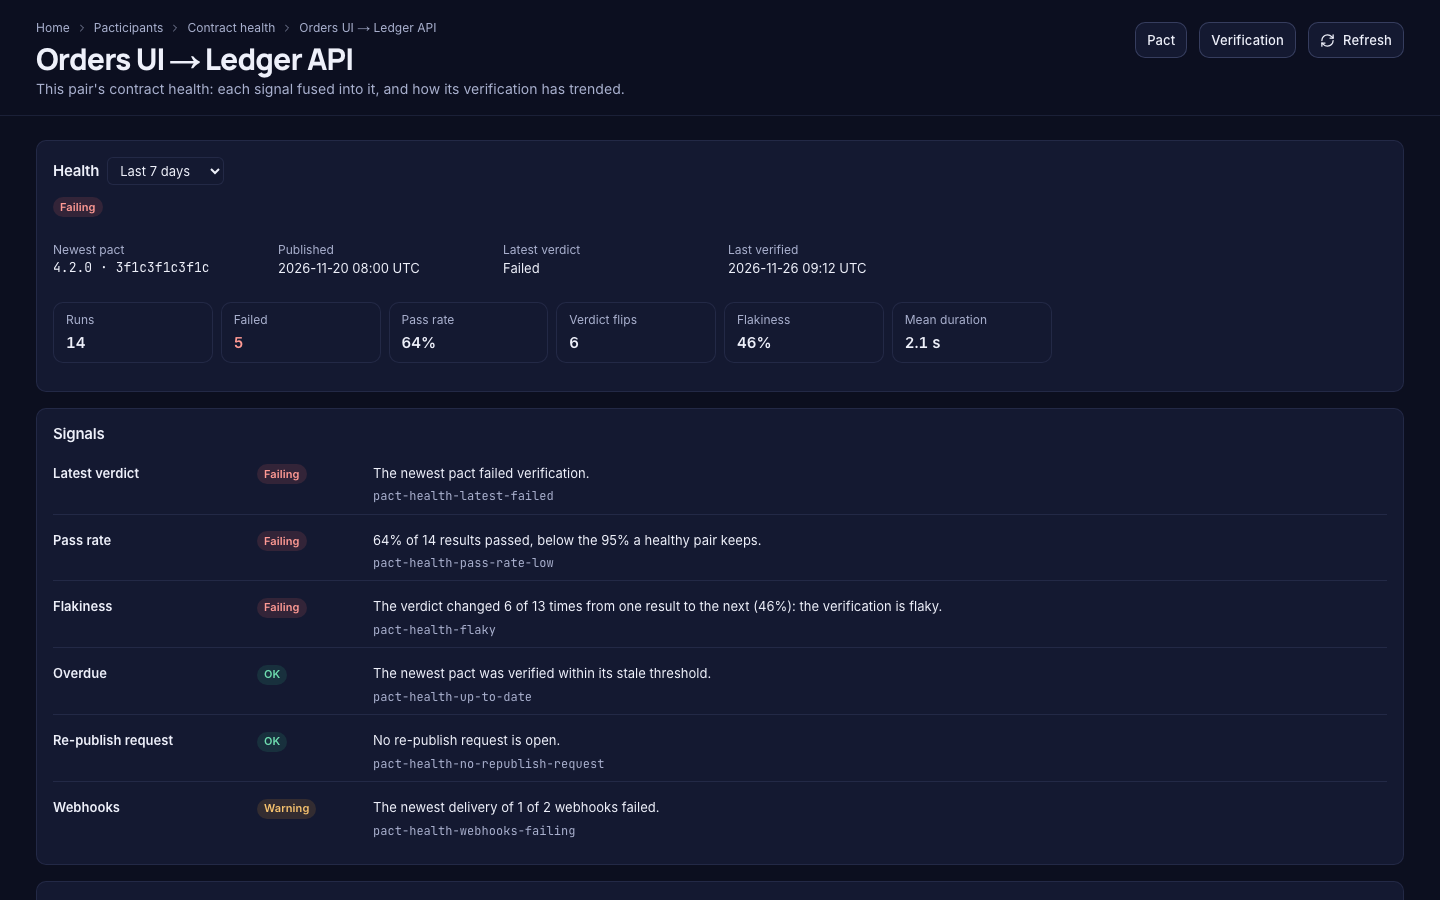 Home > Pacticipants > Contract health > Orders UI → Ledger API
Orders UI → Ledger API
This pair's contract health: each signal fused into it, and how its verification has trended.
Pact
Verification
Refresh
Health
Last 7 days
Failing
Newest pact
4.2.0 · 3f1c3f1c3f1c
Published
2026-11-20 08:00 UTC
Latest verdict
Failed
Last verified
2026-11-26 09:12 UTC
Runs
14
Failed
5
Pass rate
64%
Verdict flips
6
Flakiness
46%
Mean duration
2.1 s
Signals
Latest verdict
Failing
The newest pact failed verification.
pact-health-latest-failed
Pass rate
Failing
64% of 14 results passed, below the 95% a healthy pair keeps.
pact-health-pass-rate-low
Flakiness
Failing
The verdict changed 6 of 13 times from one result to the next (46%): the verification is flaky.
pact-health-flaky
Overdue
OK
The newest pact was verified within its stale threshold.
pact-health-up-to-date
Re-publish request
OK
No re-publish request is open.
pact-health-no-republish-request
Webhooks
Warning
The newest delivery of 1 of 2 webhooks failed.
pact-health-webhooks-failing